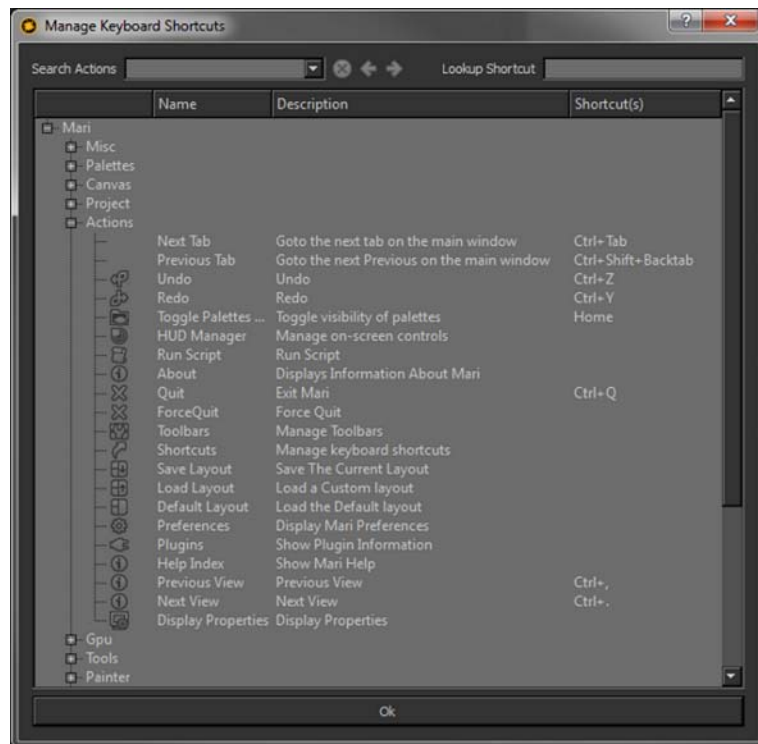 Manage Keyboard Shortcuts
Search Actions Lookup Shortcut
Name Description Shortcut(s)
Mari
Misc
Palettes
Canvas
Project
Actions
Next Tab Goto the next tab on the main window Ctrl+Tab
Previous Tab Goto the next Previous on the main window Ctrl+Shift+Backtab
Undo Undo Ctrl+Z
Redo Redo Ctrl+Y
Toggle Palettes ... Toggle visibility of palettes Home
HUD Manager Manage on-screen controls
Run Script Run Script
About Displays Information About Mari
Quit Exit Mari Ctrl+Q
ForceQuit Force Quit
Toolbars Manage Toolbars
Shortcuts Manage keyboard shortcuts
Save Layout Save The Current Layout
Load Layout Load a Custom layout
Default Layout Load the Default layout
Preferences Display Mari Preferences
Plugins Show Plugin Information
Help Index Show Mari Help
Previous View Previous View Ctrl+,
Next View Next View Ctrl+.
Display Properties Display Properties
Gpu
Tools
Painter
Ok